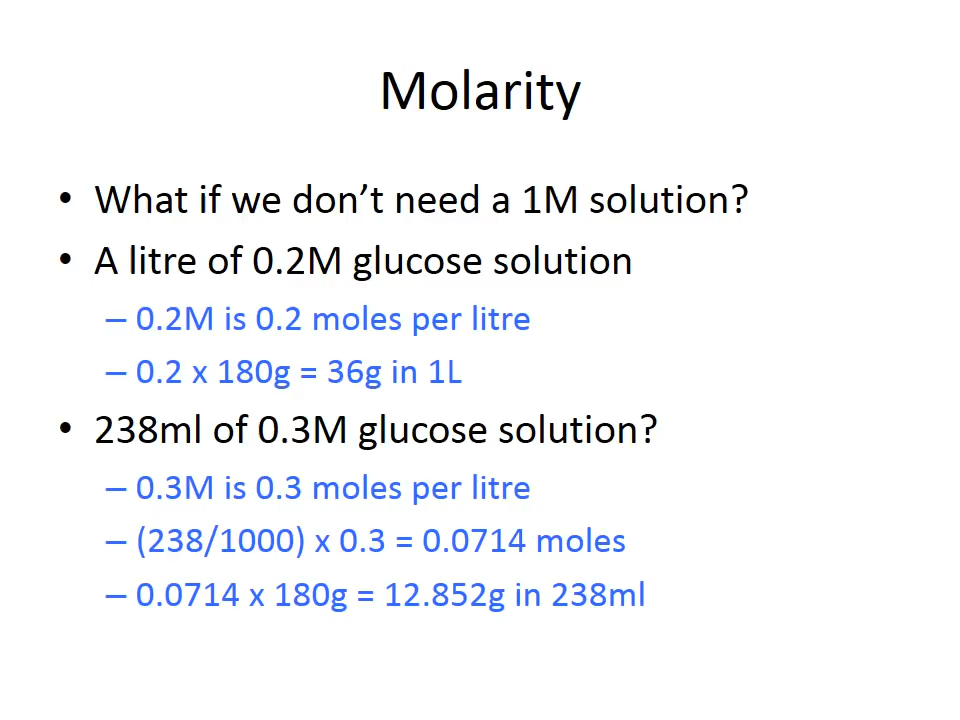 Molarity
• What if we don’t need a 1M solution?
• A litre of 0.2M glucose solution
– 0.2M is 0.2 moles per litre
– 0.2 x 180g = 36g in 1L
• 238ml of 0.3M glucose solution?
– 0.3M is 0.3 moles per litre
– (238/1000) x 0.3 = 0.0714 moles
– 0.0714 x 180g = 12.852g in 238ml